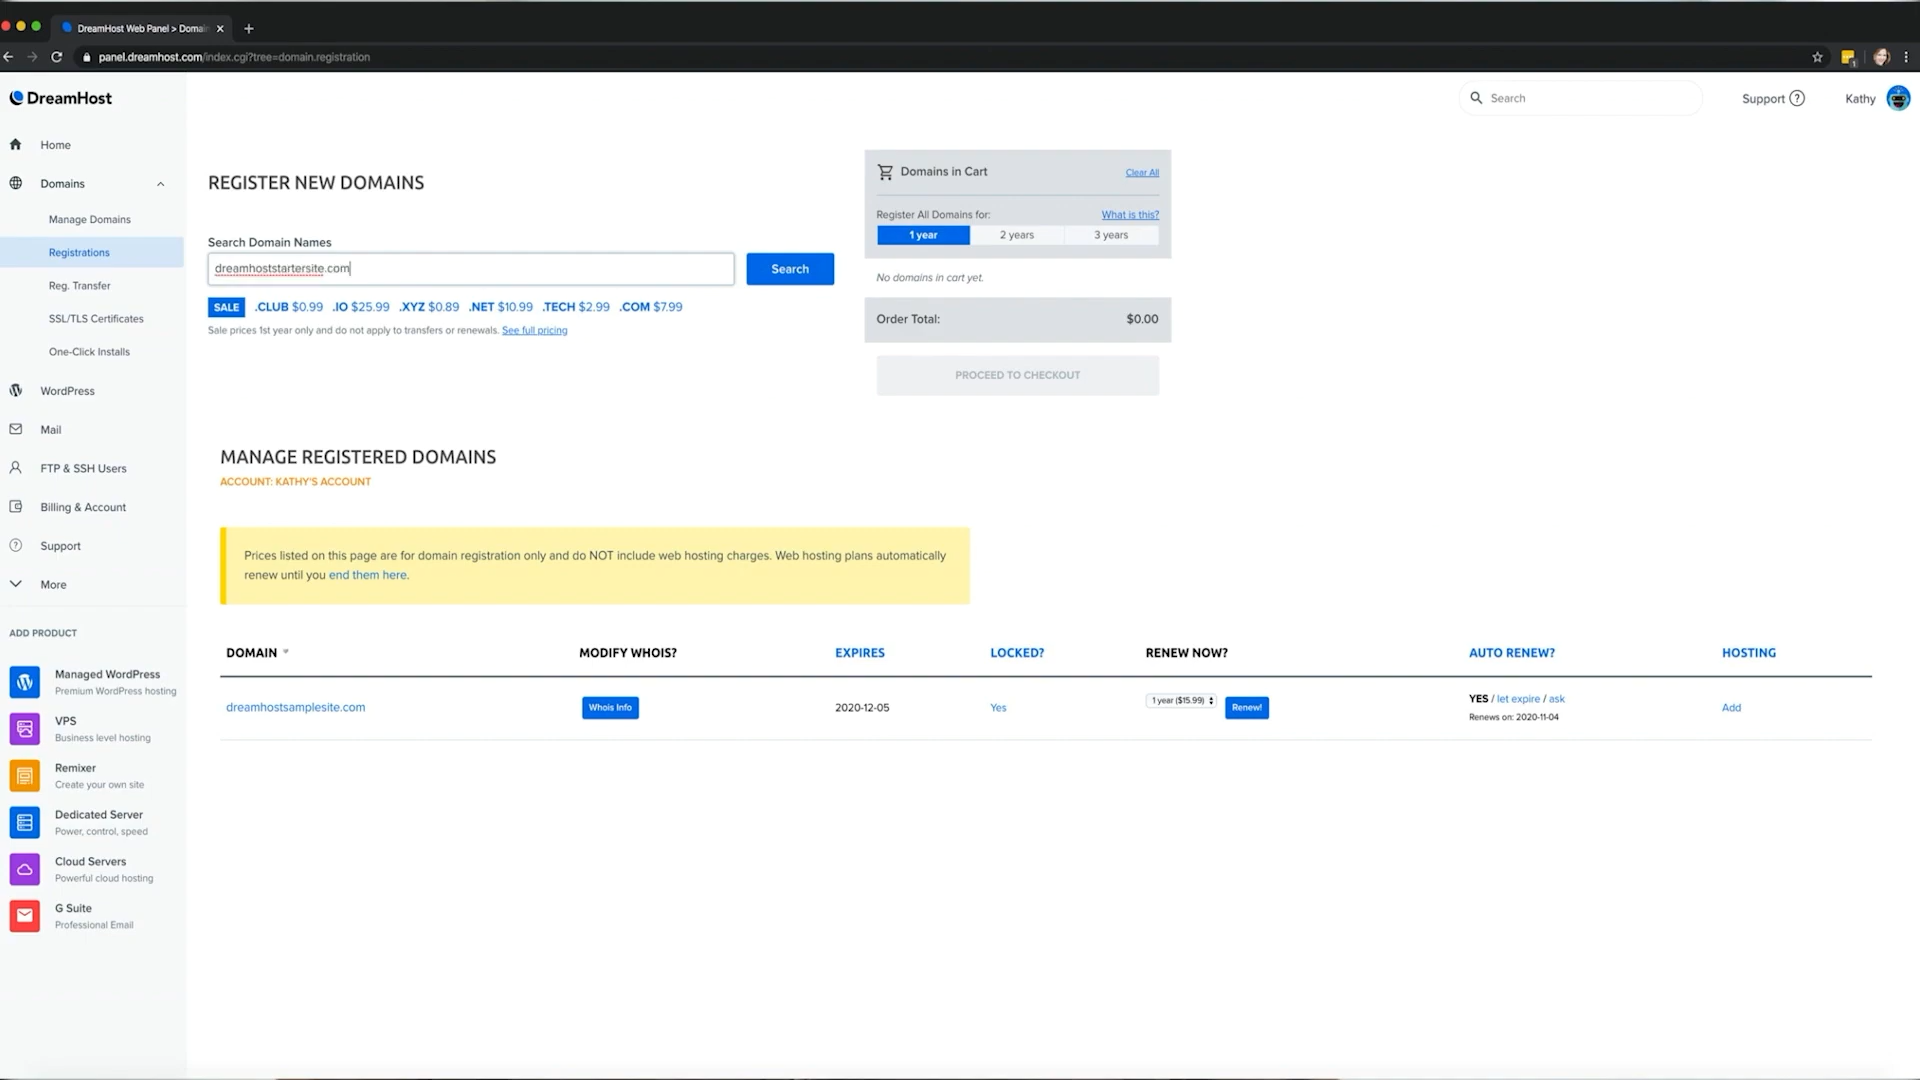 DreamHost Web Panel > Domai
panel.dreamhost.com/index.cgi?tree=domain.registration
DreamHost
Search
Support
Kathy
Home
Domains
Manage Domains
Registrations
Reg. Transfer
SSL/TLS Certificates
One-Click Installs
WordPress
Mail
FTP & SSH Users
Billing & Account
Support
More
ADD PRODUCT
Managed WordPress
Premium WordPress hosting
VPS
Business level hosting
Remixer
Create your own site
Dedicated Server
Power, control, speed
Cloud Servers
Powerful cloud hosting
G Suite
Professional Email
REGISTER NEW DOMAINS
Search Domain Names
dreamhoststartersite.com
Search
SALE .CLUB $0.99 .IO $25.99 .XYZ $0.89 .NET $10.99 .TECH $2.99 .COM $7.99
Sale prices 1st year only and do not apply to transfers or renewals. See full pricing
Domains in Cart
Clear All
Register All Domains for:
What is this?
1 year
2 years
3 years
No domains in cart yet.
Order Total:
$0.00
PROCEED TO CHECKOUT
MANAGE REGISTERED DOMAINS
ACCOUNT: KATHY'S ACCOUNT
Prices listed on this page are for domain registration only and do NOT include web hosting charges. Web hosting plans automatically
renew until you end them here.
DOMAIN MODIFY WHOIS? EXPIRES LOCKED? RENEW NOW? AUTO RENEW? HOSTING
dreamhostsamplesite.com Whois Info 2020-12-05 Yes 1 year ($15.99) Renew! YES / let expire / ask Add
Renews on: 2020-11-04